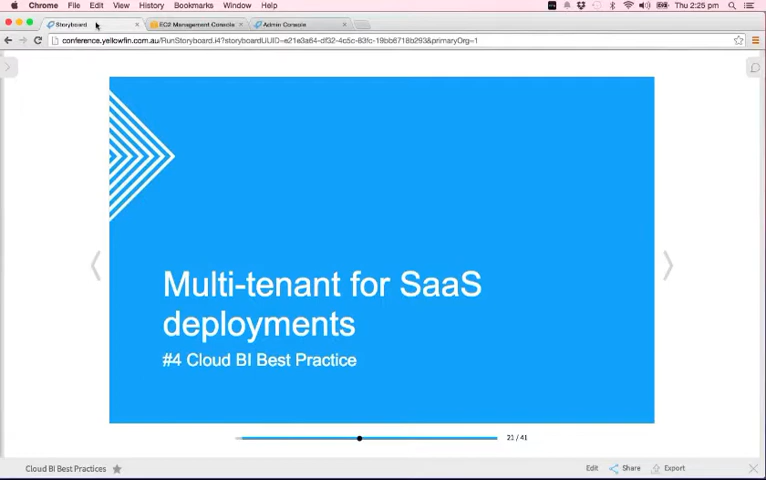 Chrome File Edit View History Bookmarks Window Help Thu 2:25 pm
Storyboard EC2 Management Console Admin Console
conference.yellowfin.com.au/RunStoryboard.i4?storyboardUUID=e21e3a64-df32-4c5c-83fc-19bb6718b293&primaryOrg=1
Multi-tenant for SaaS
deployments
#4 Cloud BI Best Practice
21 / 41
Cloud BI Best Practices Edit Share Export